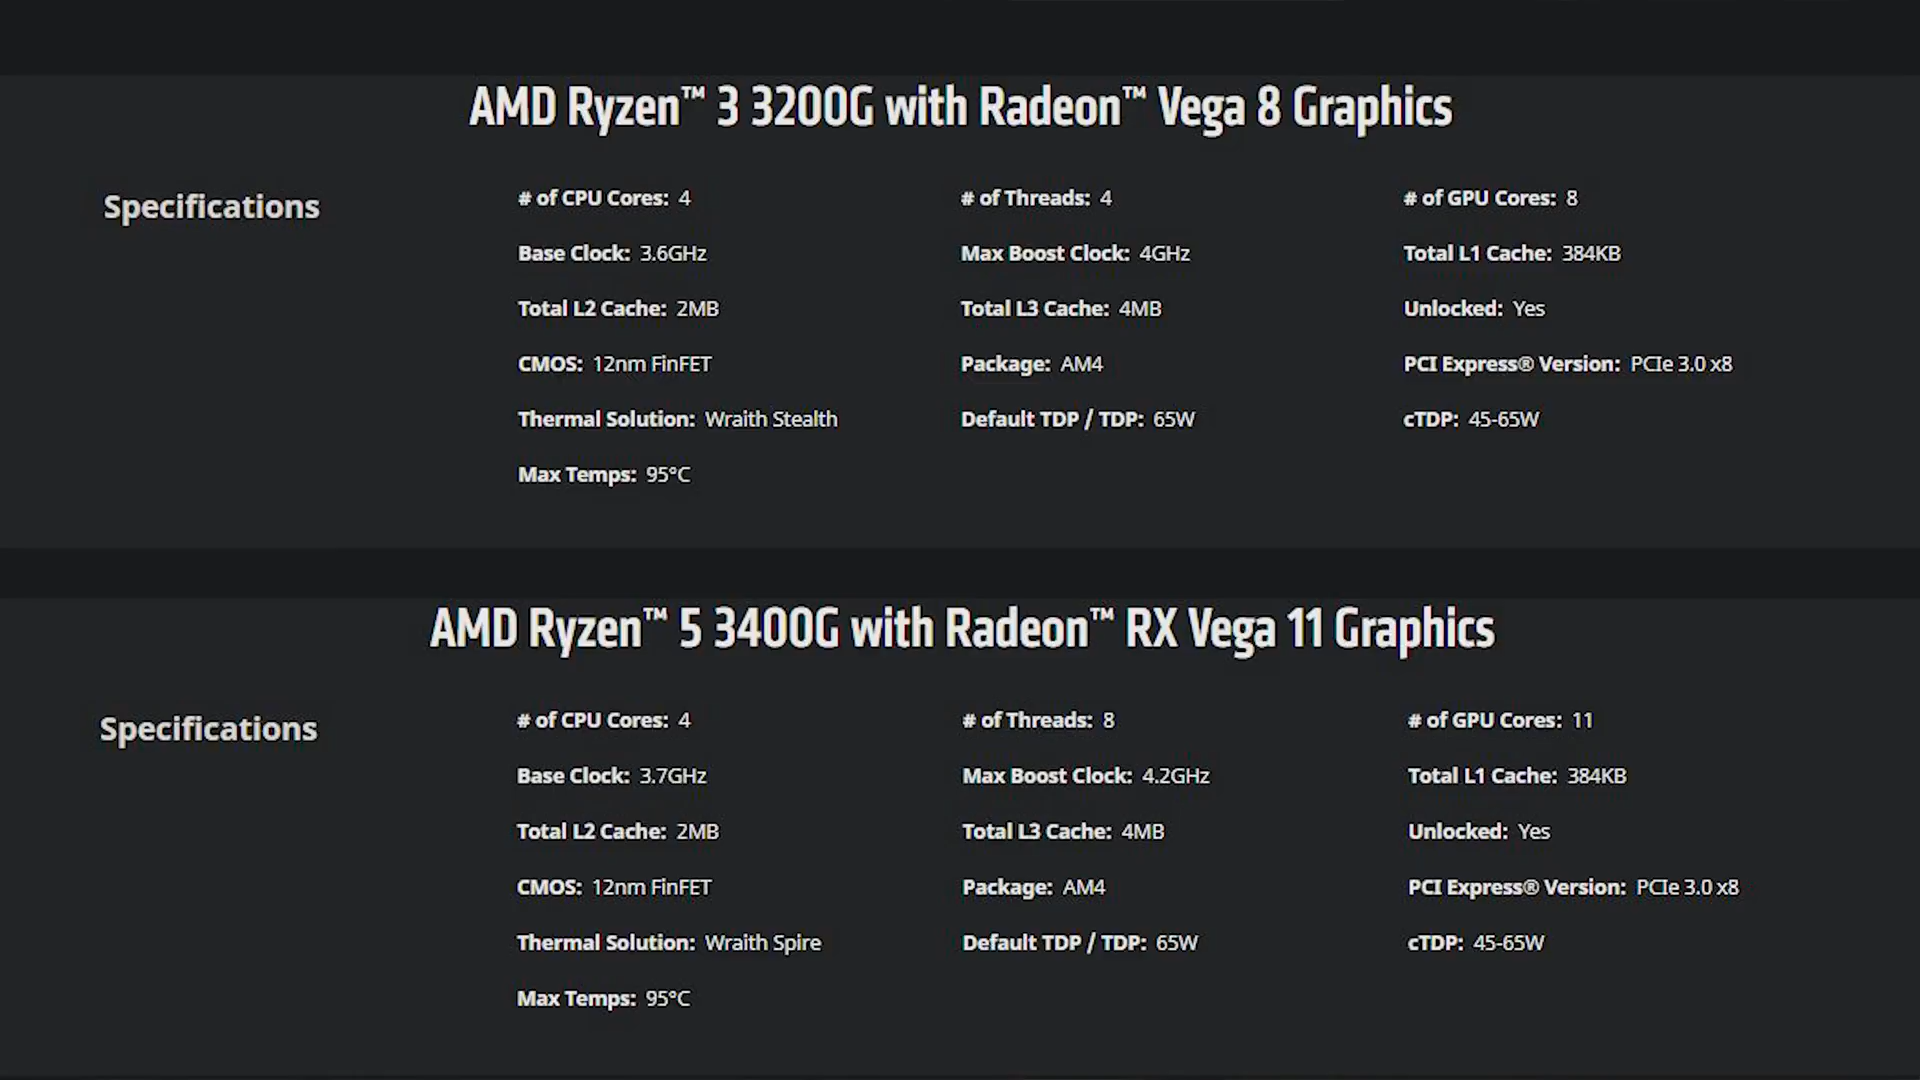 AMD Ryzen™ 3 3200G with Radeon™ Vega 8 Graphics
Specifications
# of CPU Cores: 4
# of Threads: 4
# of GPU Cores: 8
Base Clock: 3.6GHz
Max Boost Clock: 4GHz
Total L1 Cache: 384KB
Total L2 Cache: 2MB
Total L3 Cache: 4MB
Unlocked: Yes
CMOS: 12nm FinFET
Package: AM4
PCI Express® Version: PCIe 3.0 x8
Thermal Solution: Wraith Stealth
Default TDP / TDP: 65W
cTDP: 45-65W
Max Temps: 95°C
AMD Ryzen™ 5 3400G with Radeon™ RX Vega 11 Graphics
Specifications
# of CPU Cores: 4
# of Threads: 8
# of GPU Cores: 11
Base Clock: 3.7GHz
Max Boost Clock: 4.2GHz
Total L1 Cache: 384KB
Total L2 Cache: 2MB
Total L3 Cache: 4MB
Unlocked: Yes
CMOS: 12nm FinFET
Package: AM4
PCI Express® Version: PCIe 3.0 x8
Thermal Solution: Wraith Spire
Default TDP / TDP: 65W
cTDP: 45-65W
Max Temps: 95°C